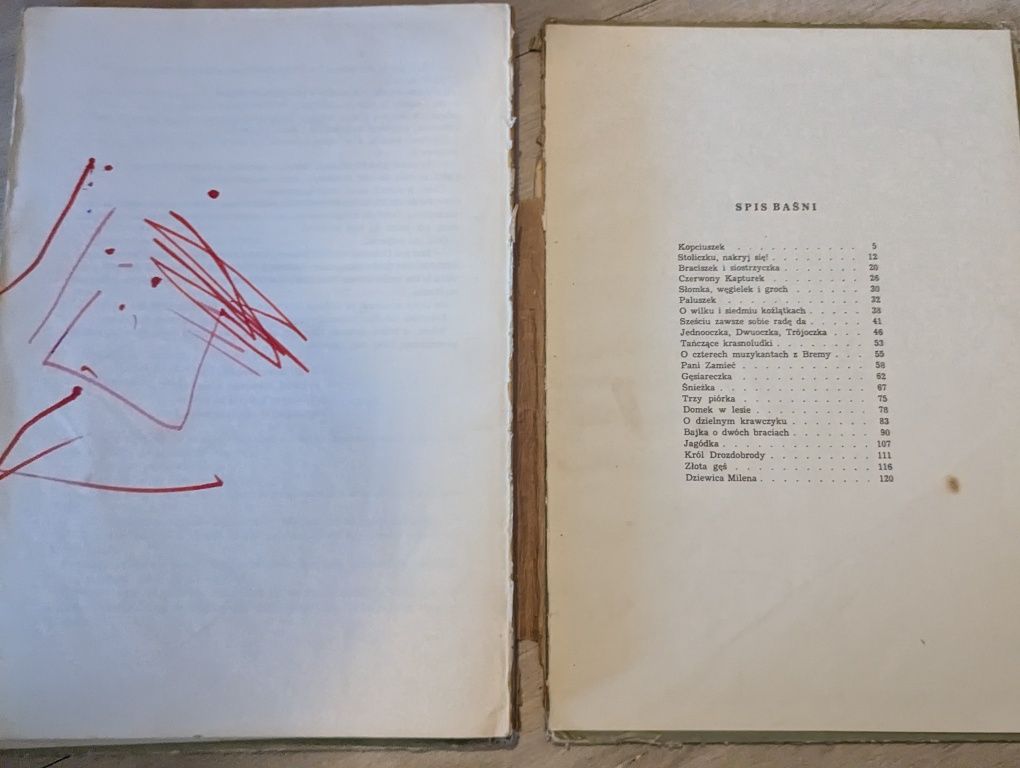 SPIS BAŚNI
Kopciuszek . . . . . . . . . . . 5
Stoliczku, nakryj się! . . . . . . . . 12
Braciszek i siostrzyczka . . . . . . . 20
Czerwony Kapturek . . . . . . . . . 26
Słomka, węgielek i groch . . . . . . 30
Paluszek . . . . . . . . . . . . 32
O wilku i siedmiu koźlątkach . . . . . 38
Sześciu zawsze sobie radę da . . . . . 41
Jednooczka, Dwuoczka, Trójoczka . . . 46
Tańczące krasnoludki . . . . . . . . 53
O czterech muzykantach z Bremy . . . 55
Pani Zamieć . . . . . . . . . . . 58
Gęsiareczka . . . . . . . . . . . 62
Śnieżka . . . . . . . . . . . . . 67
Trzy piórka . . . . . . . . . . . 75
Domek w lesie . . . . . . . . . . 78
O dzielnym krawczyku . . . . . . . 83
Bajka o dwóch braciach . . . . . . . 90
Jagódka . . . . . . . . . . . . . 107
Król Drozdobrody . . . . . . . . . 111
Złota gęś . . . . . . . . . . . . 116
Dziewica Milena . . . . . . . . . . 120